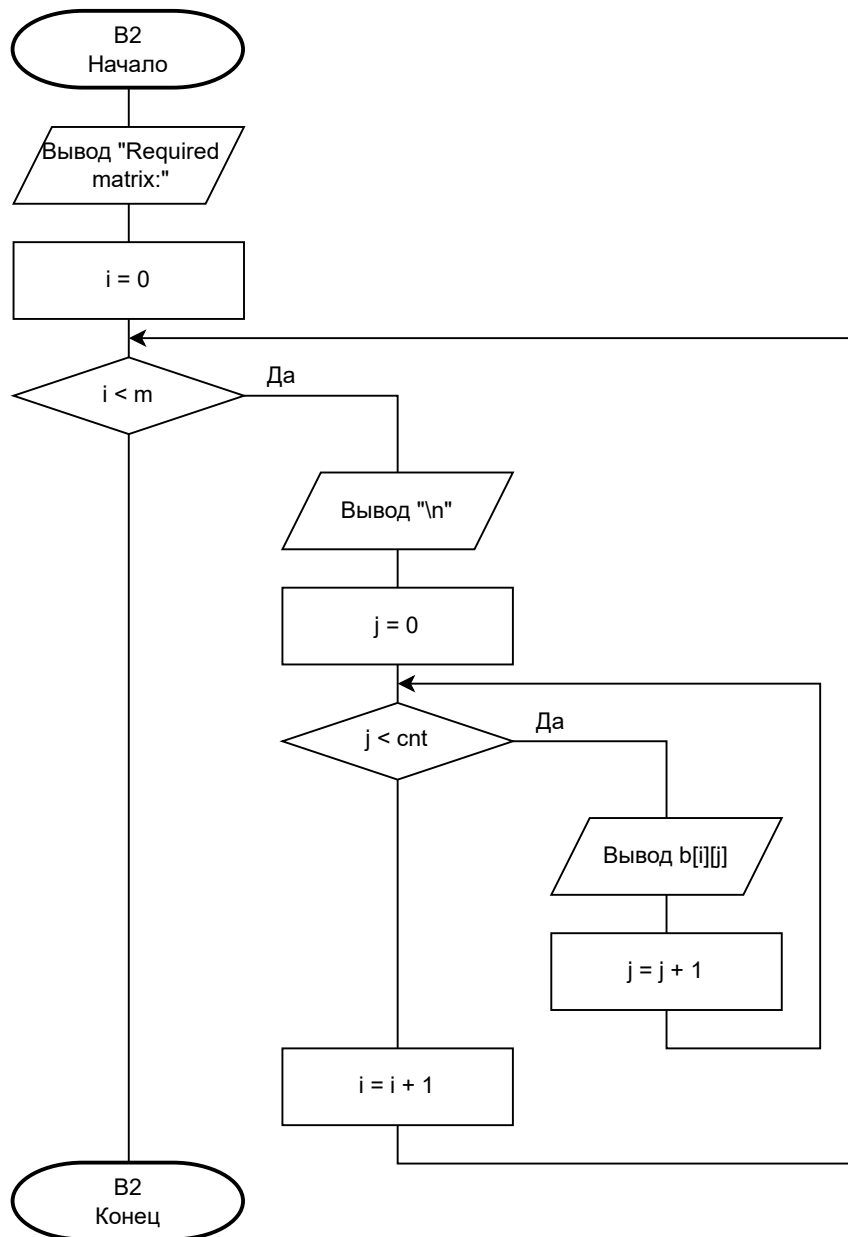 B2
Начало
Вывод "Required
matrix:"
i = 0
i < m
Да
Вывод "\n"
j = 0
j < cnt
Да
Вывод b[i][j]
j = j + 1
i = i + 1
B2
Конец